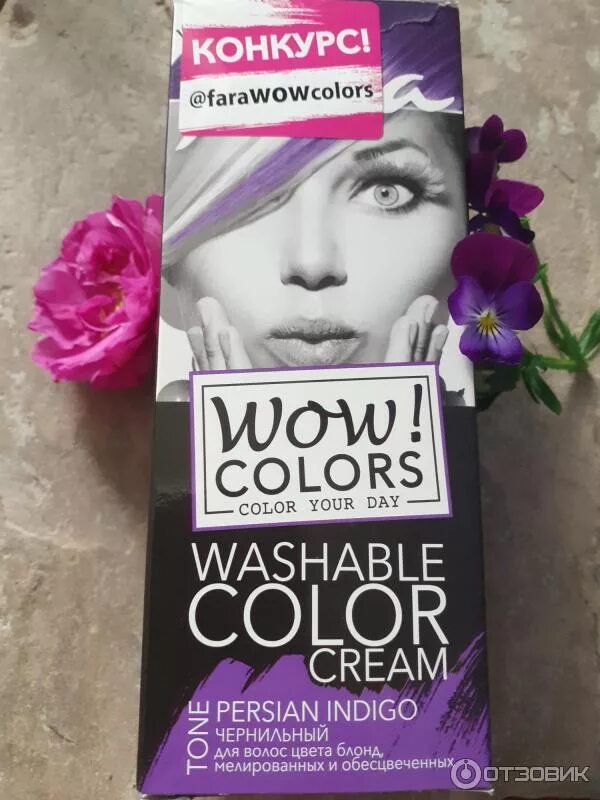 КОНКУРС!
@faraWOWcolors
a
Wow!
COLORS
COLOR YOUR DAY
WASHABLE
COLOR
CREAM
TONE
PERSIAN INDIGO
ЧЕРНИЛЬНЫЙ
для волос цвета блонд,
мелированных и обесцвеченных
ОТЗОВИК